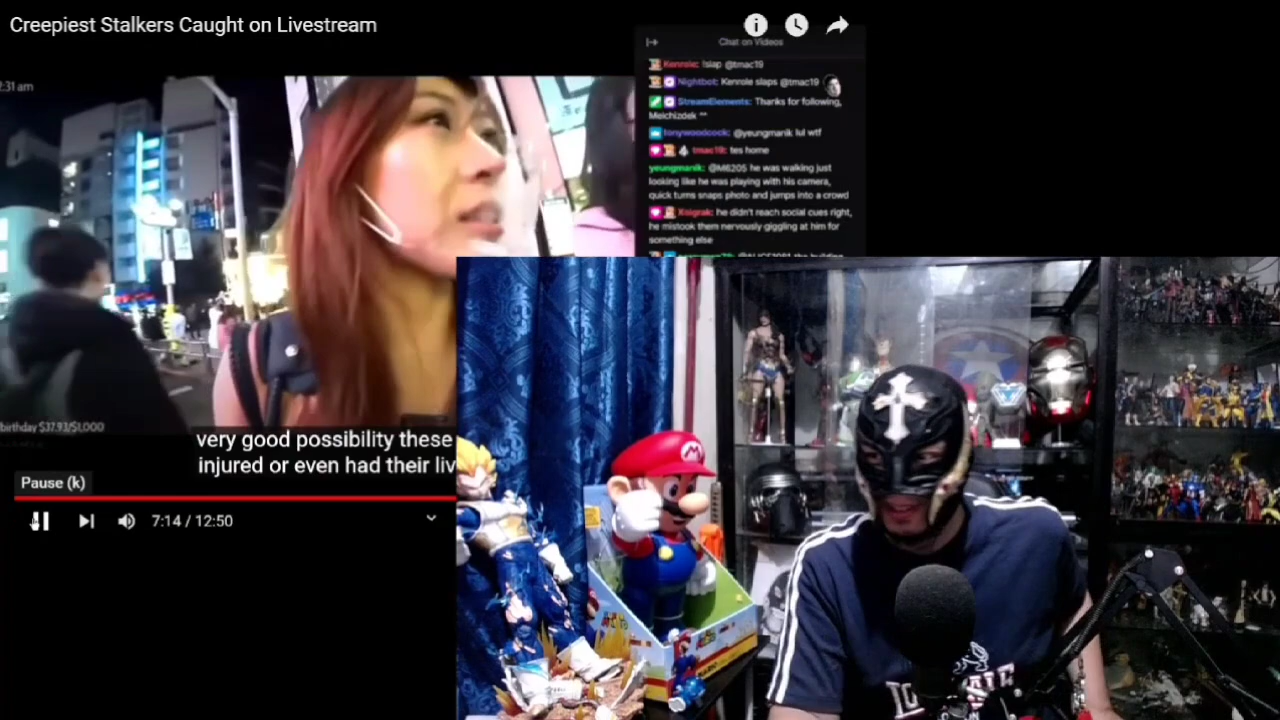 Creepiest Stalkers Caught on Livestream
:31 am
Chat on Videos
Kenrole: !slap @tmac19
Nightbot: Kenrole slaps @tmac19
StreamElements: Thanks for following,
Melchizdek ^^
tonywoodcock: @yeungmanik lul wtf
tmac19: tes home
yeungmanik: @M6205 he was walking just
looking like he was playing with his camera,
quick turns snaps photo and jumps into a crowd
Xnigrak: he didn't reach social cues right,
he mistook them nervously giggling at him for
something else
birthday $37.93/$1,000
very good possibility these
injured or even had their liv
Pause (k)
7:14 / 12:50
M